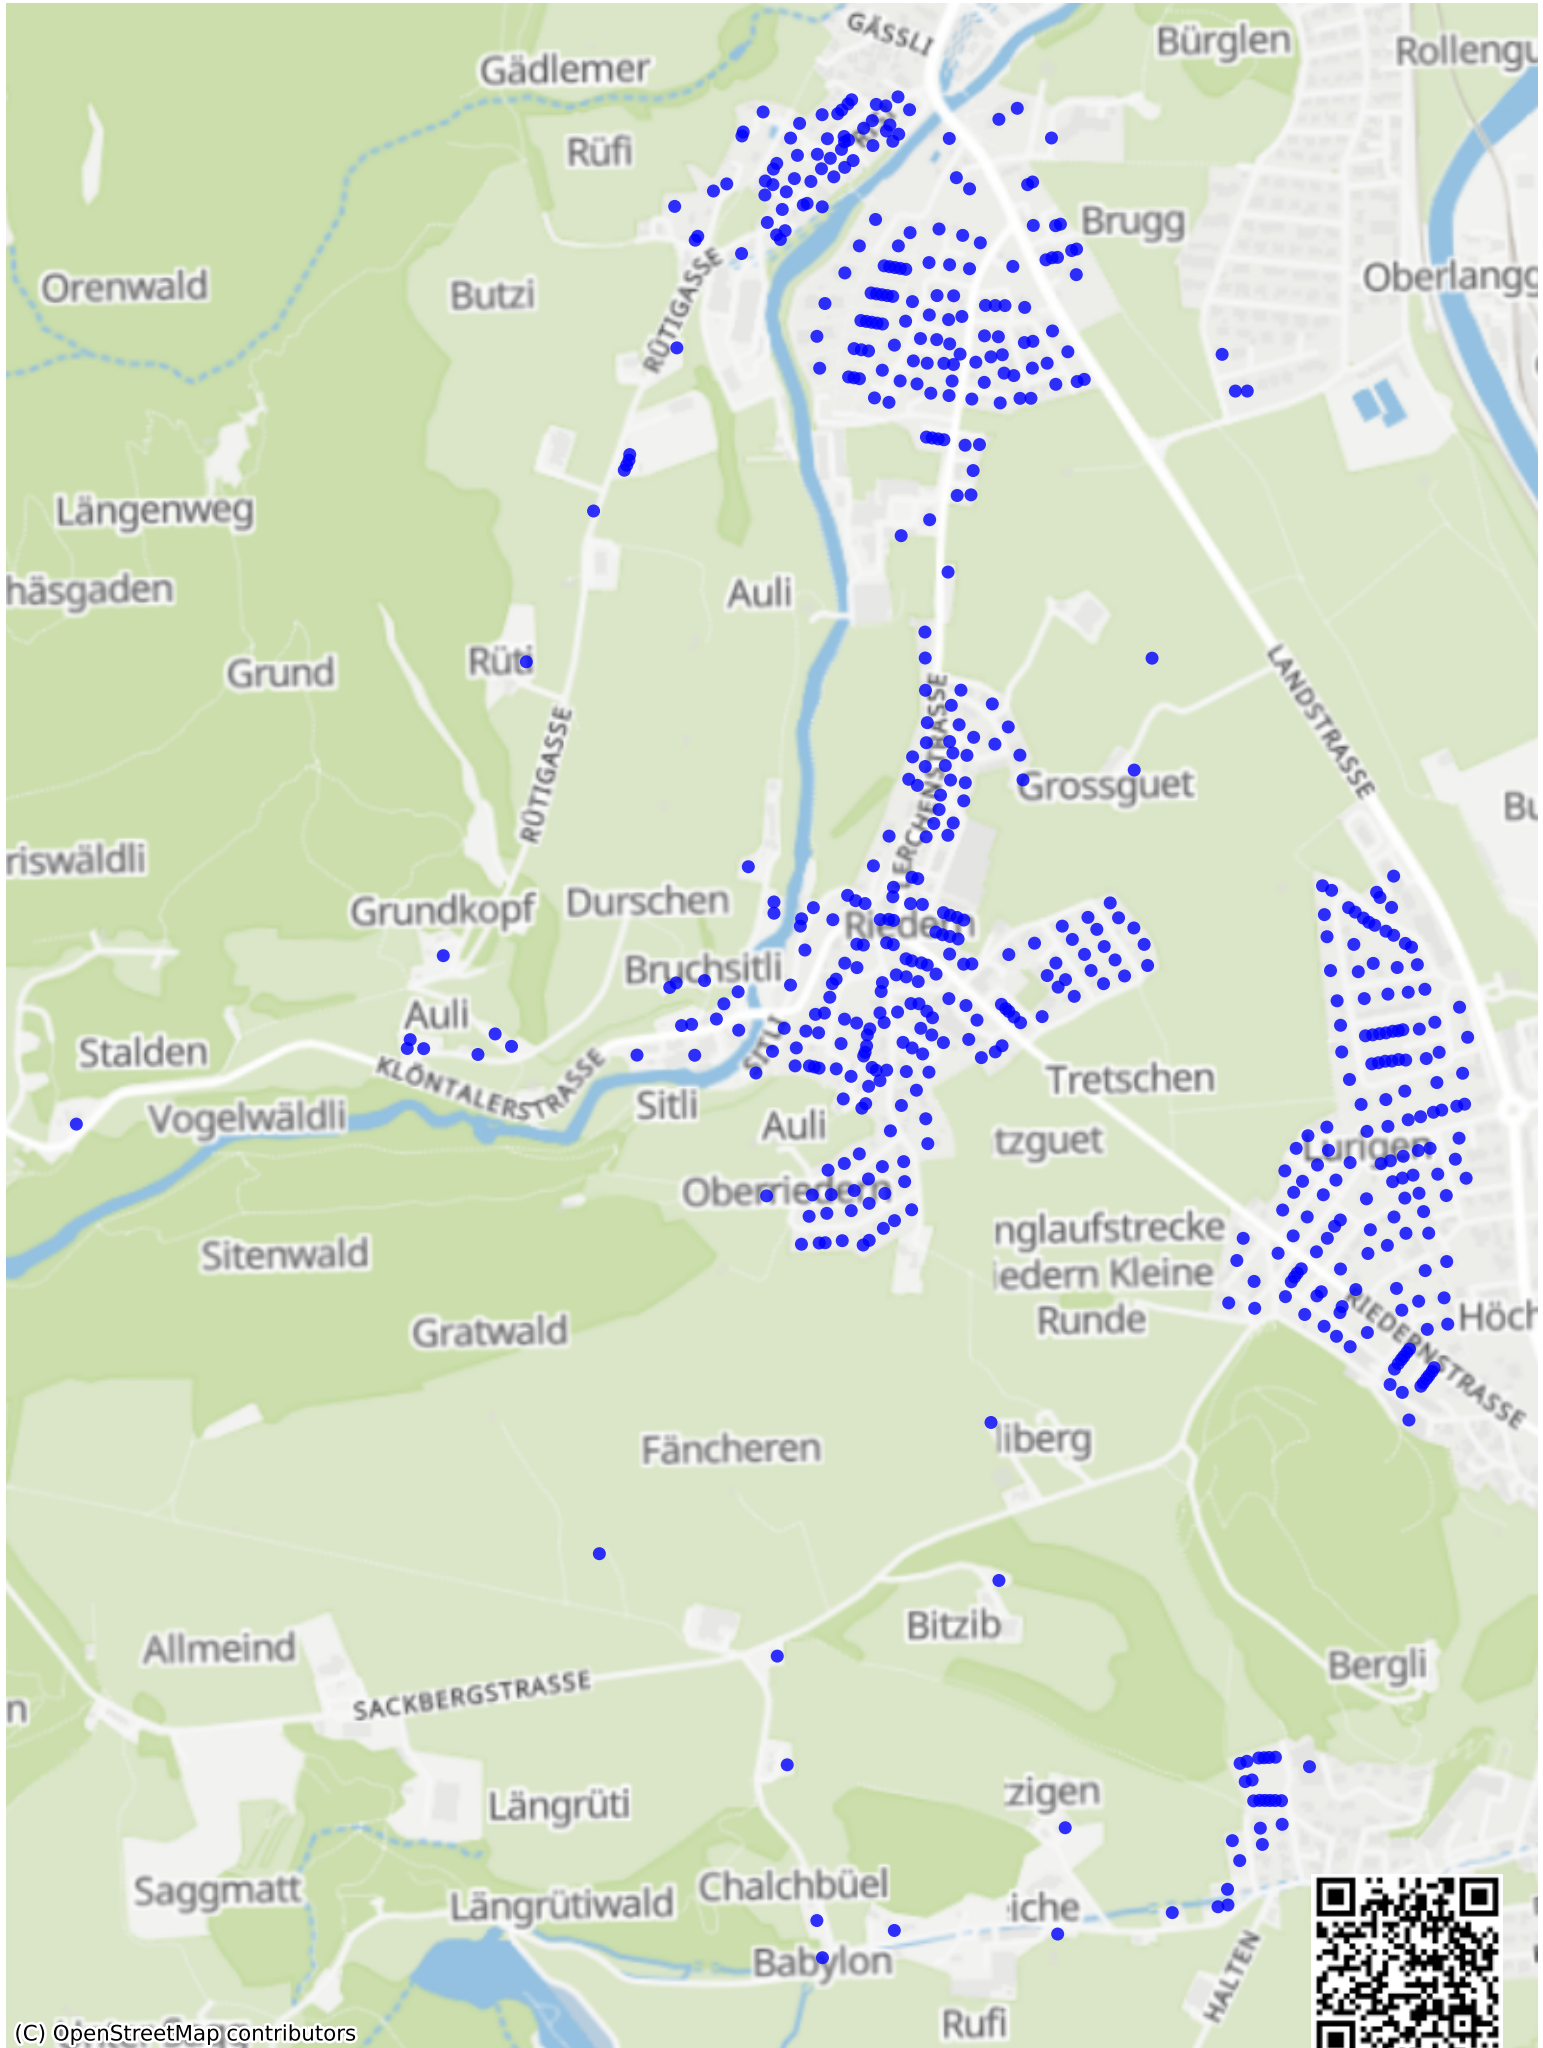 GÄSSLI
Bürglen
Rollengu
Gädlemer
Rüfi
Brugg
Orenwald
Butzi
Oberlangg
RÜTIGASSE
Längenweg
häsgaden
Auli
Grund
Rüti
LANDSTRASSE
RÜTIGASSE
LERCHENSTRASSE
Grossguet
Bu
riswäldli
Grundkopf
Durschen
Riedern
Bruchsitli
Auli
Stalden
SITLI
KLÖNTALERSTRASSE
Tretschen
Vogelwäldli
Sitli
Auli
tzguet
Lurigen
Oberriedern
nglaufstrecke
iedern Kleine
Runde
Sitenwald
Gratwald
Höch
RIEDERNSTRASSE
Fäncheren
liberg
Bitzib
Allmeind
Bergli
SACKBERGSTRASSE
n
Längrüti
zigen
Saggmatt
Längrütiwald
Chalchbüel
iche
Babylon
HALTEN
Rufi
(C) OpenStreetMap contributors